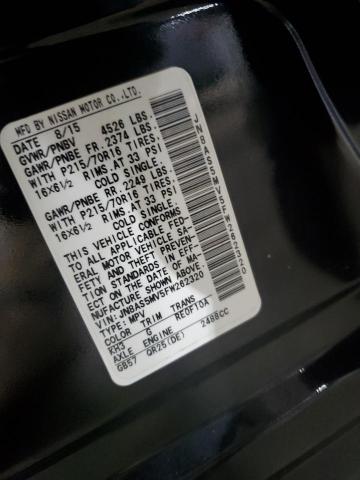 MFG BY NISSAN MOTOR CO.,LTD.
DATE 8/15
GVWR/PNBV 4526 LBS.
GAWR/PNBE FR. 2374 LBS.
WITH P215/70R16 TIRES,
16X6½ RIMS AT 33 PSI
COLD SINGLE.
GAWR/PNBE RR. 2249 LBS.
WITH P215/70R16 TIRES,
16X6½ RIMS AT 33 PSI
COLD SINGLE.
THIS VEHICLE CONFORMS
TO ALL APPLICABLE FED-
ERAL MOTOR VEHICLE SA-
FETY AND THEFT PREVEN-
TION STANDARDS IN EFFECT
ON THE DATE OF MA-
NUFACTURE SHOWN ABOVE.
VIN:JN8AS5MV5FW262320
TYPE: MPV
COLOR TRIM TRANS
KH3 G RE0F10A
AXLE ENGINE
GB57 QR25(DE) 2488CC
JN8AS5MV5FW262320